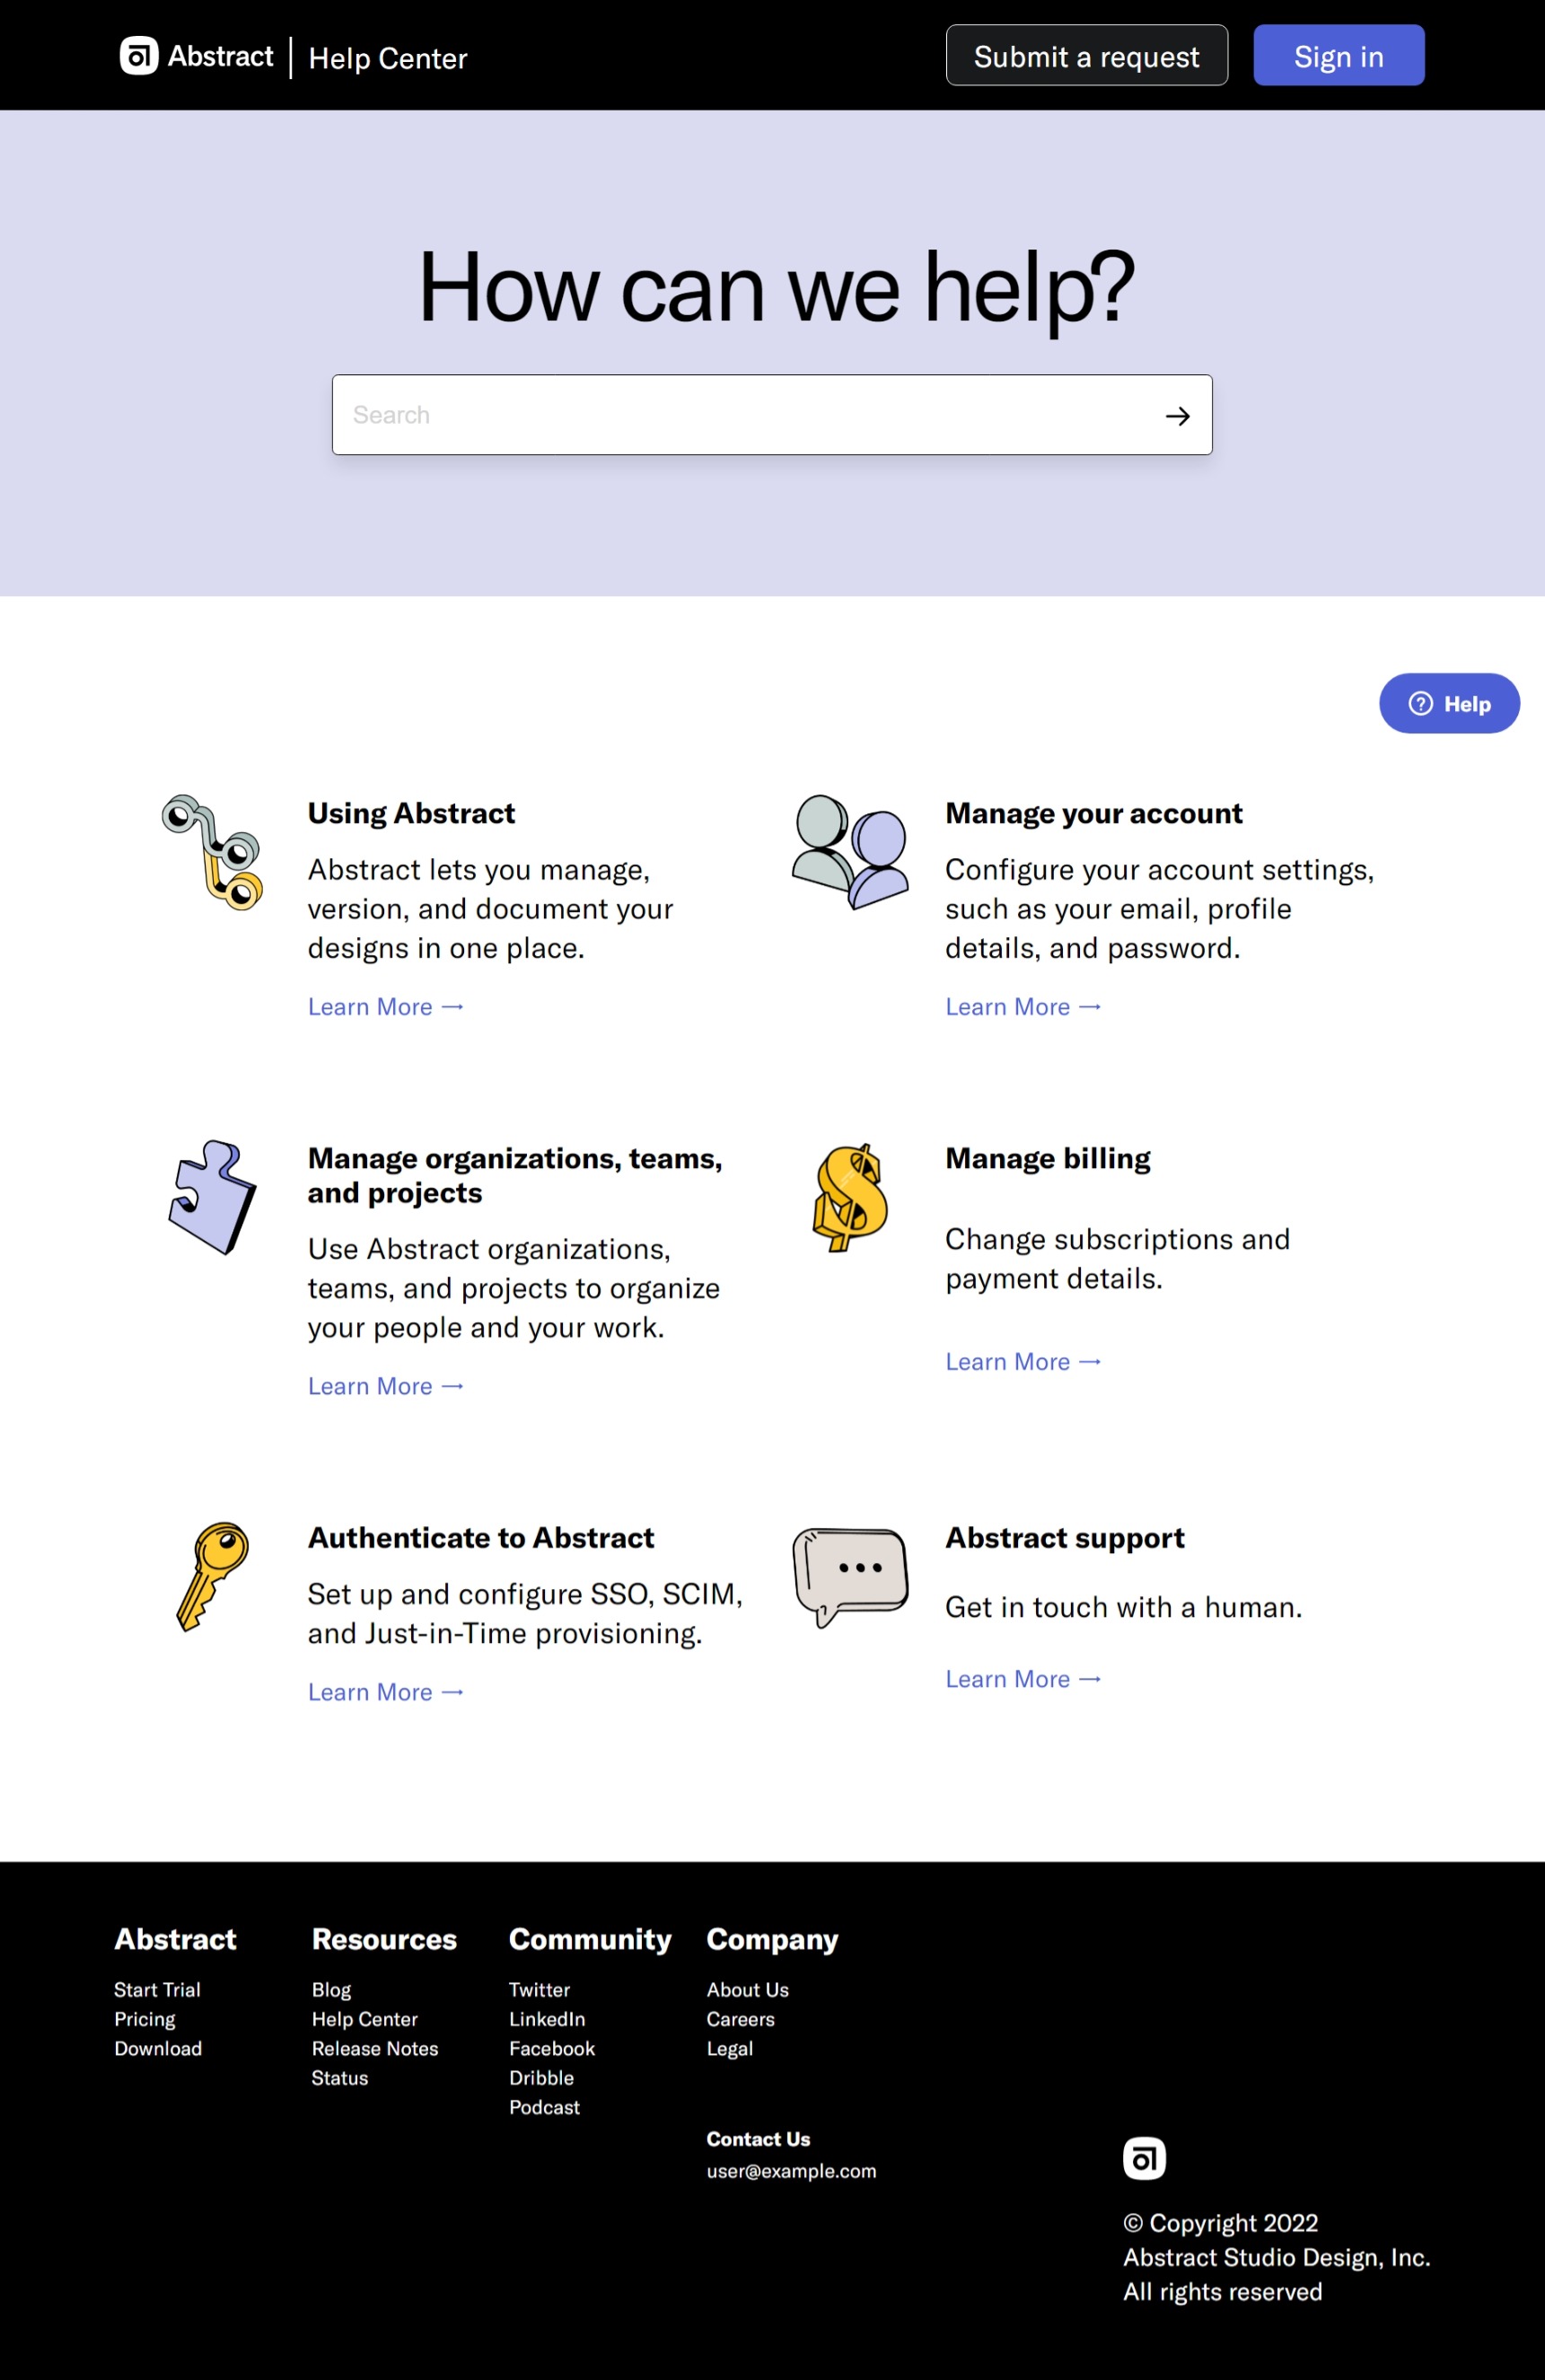 Abstract
Help Center
Submit a request
Sign in
How can we help?
Search
Help
Using Abstract
Abstract lets you manage,
version, and document your
designs in one place.
Learn More →
Manage your account
Configure your account settings,
such as your email, profile
details, and password.
Learn More →
Manage organizations, teams,
and projects
Use Abstract organizations,
teams, and projects to organize
your people and your work.
Learn More →
Manage billing
Change subscriptions and
payment details.
Learn More →
Authenticate to Abstract
Set up and configure SSO, SCIM,
and Just-in-Time provisioning.
Learn More →
Abstract support
Get in touch with a human.
Learn More →
Abstract
Start Trial
Pricing
Download
Resources
Blog
Help Center
Release Notes
Status
Community
Twitter
LinkedIn
Facebook
Dribble
Podcast
Company
About Us
Careers
Legal
Contact Us
user@example.com
© Copyright 2022
Abstract Studio Design, Inc.
All rights reserved